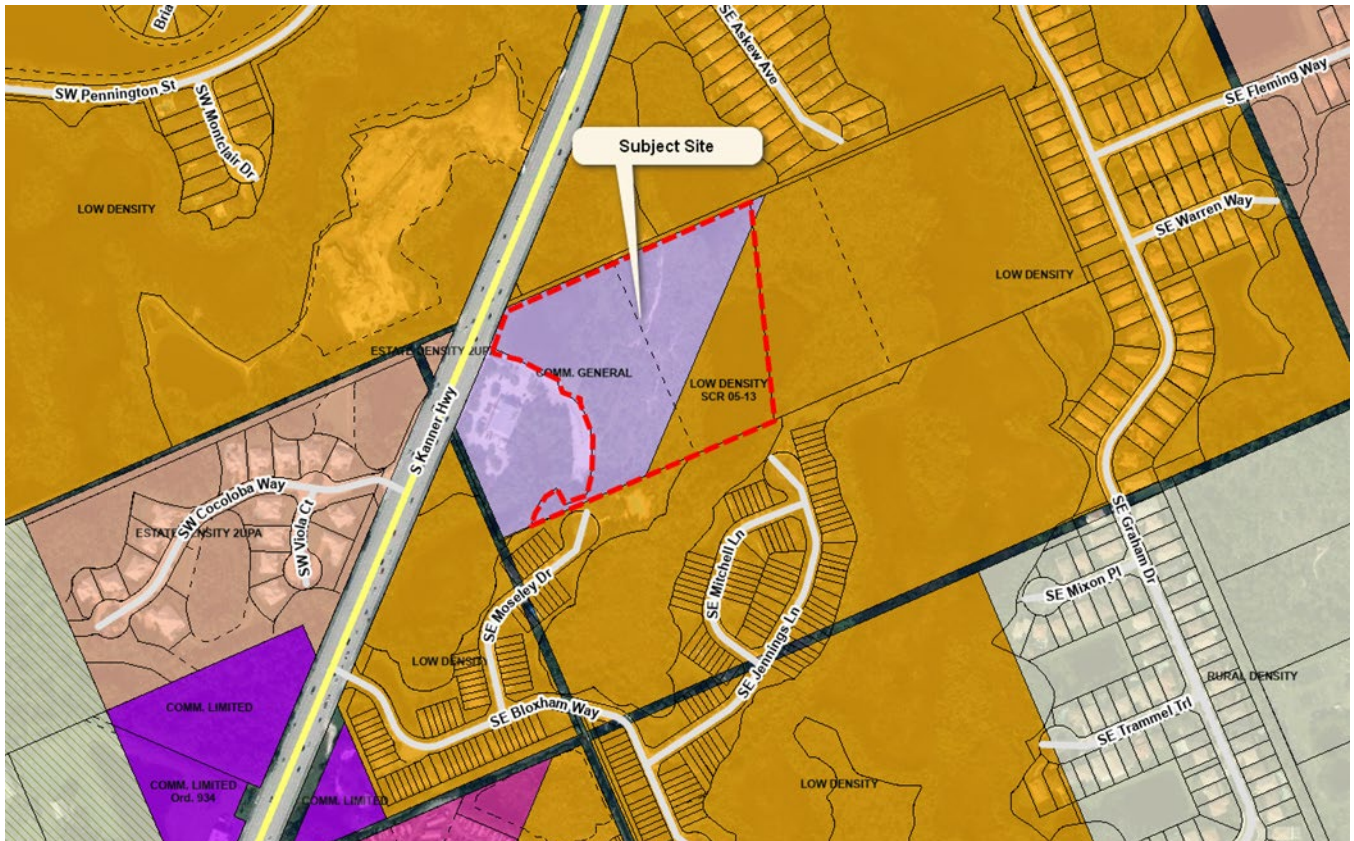 Bria
SE Askew Ave
SE Fleming Way
SW Pennington St
SW Montclair Dr
Subject Site
LOW DENSITY
SE Warren Way
LOW DENSITY
ESTATE DENSITY 2UP
COMM. GENERAL
LOW DENSITY
SCR 05-13
S Kanner Hwy
SW Cocoloba Way
ESTATE DENSITY 2UPA
SW Viola Ct
SE Graham Dr
SE Mitchell Ln
SE Mixon Pl
SE Moseley Dr
SE Jennings Ln
LOW DENSITY
RURAL DENSITY
COMM. LIMITED
SE Bloxham Way
SE Trammel Trl
COMM. LIMITED
Ord. 934
COMM. LIMITED
LOW DENSITY